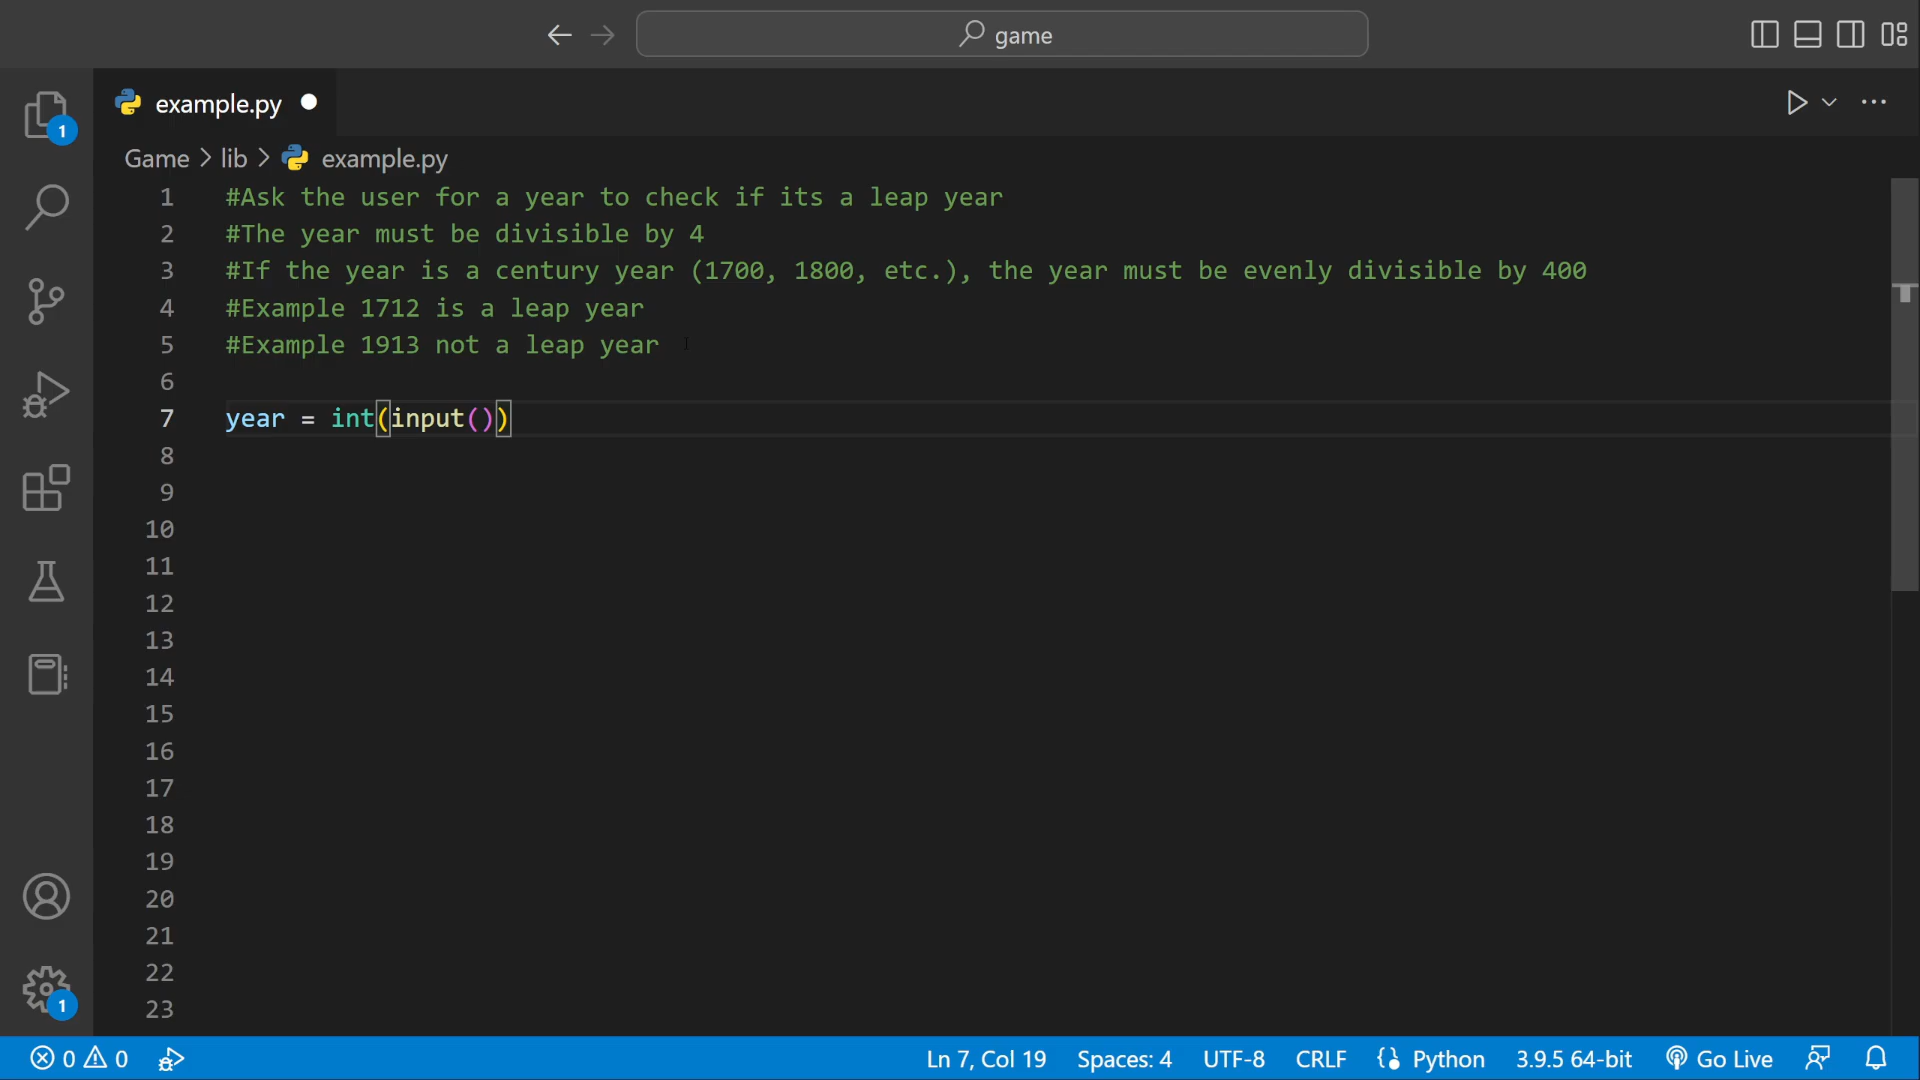 game
example.py
Game > lib > example.py
1 #Ask the user for a year to check if its a leap year
2 #The year must be divisible by 4
3 #If the year is a century year (1700, 1800, etc.), the year must be evenly divisible by 400
4 #Example 1712 is a leap year
5 #Example 1913 not a leap year
6
7 year = int(input())
8
9
10
11
12
13
14
15
16
17
18
19
20
21
22
23
1
1
0 0 Ln 7, Col 19 Spaces: 4 UTF-8 CRLF Python 3.9.5 64-bit Go Live